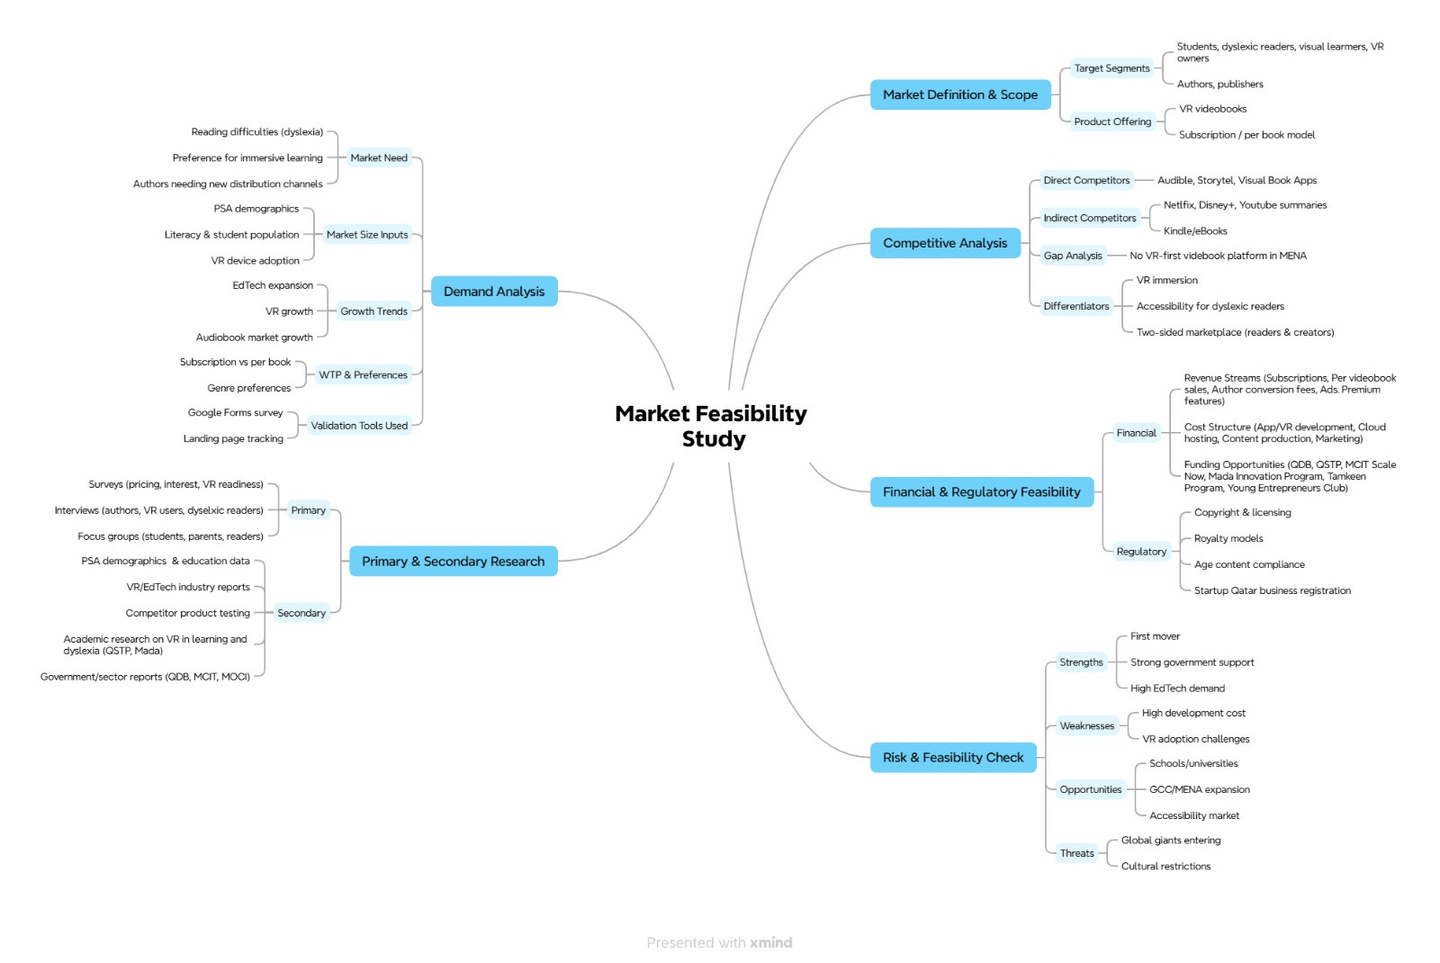 Market Feasibility
Study
Market Definition & Scope
Target Segments
Students, dyslexic readers, visual learmers, VR
owners
Authors, publishers
Product Offering
VR videobooks
Subscription / per book model
Competitive Analysis
Direct Competitors
Audible, Storytel, Visual Book Apps
Indirect Competitors
Netlfix, Disney+, Youtube summaries
Kindle/eBooks
Gap Analysis
No VR-first videbook platform in MENA
Differentiators
VR immersion
Accessibility for dyslexic readers
Two-sided marketplace (readers & creators)
Financial & Regulatory Feasibility
Financial
Revenue Streams (Subscriptions, Per videobook
sales, Author conversion fees, Ads. Premium
features)
Cost Structure (App/VR development, Cloud
hosting, Content production, Marketing)
Funding Opportunities (QDB, QSTP, MCIT Scale
Now, Mada Innovation Program, Tamkeen
Program, Young Entrepreneurs Club)
Regulatory
Copyright & licensing
Royalty models
Age content compliance
Startup Qatar business registration
Risk & Feasibility Check
Strengths
First mover
Strong government support
High EdTech demand
Weaknesses
High development cost
VR adoption challenges
Opportunities
Schools/universities
GCC/MENA expansion
Accessibility market
Threats
Global giants entering
Cultural restrictions
Demand Analysis
Market Need
Reading difficulties (dyslexia)
Preference for immersive learning
Authors needing new distribution channels
Market Size Inputs
PSA demographics
Literacy & student population
VR device adoption
Growth Trends
EdTech expansion
VR growth
Audiobook market growth
WTP & Preferences
Subscription vs per book
Genre preferences
Validation Tools Used
Google Forms survey
Landing page tracking
Primary & Secondary Research
Primary
Surveys (pricing, interest, VR readiness)
Interviews (authors, VR users, dyselxic readers)
Focus groups (students, parents, readers)
Secondary
PSA demographics & education data
VR/EdTech industry reports
Competitor product testing
Academic research on VR in learning and
dyslexia (QSTP, Mada)
Government/sector reports (QDB, MCIT, MOCI)
Presented with xmind